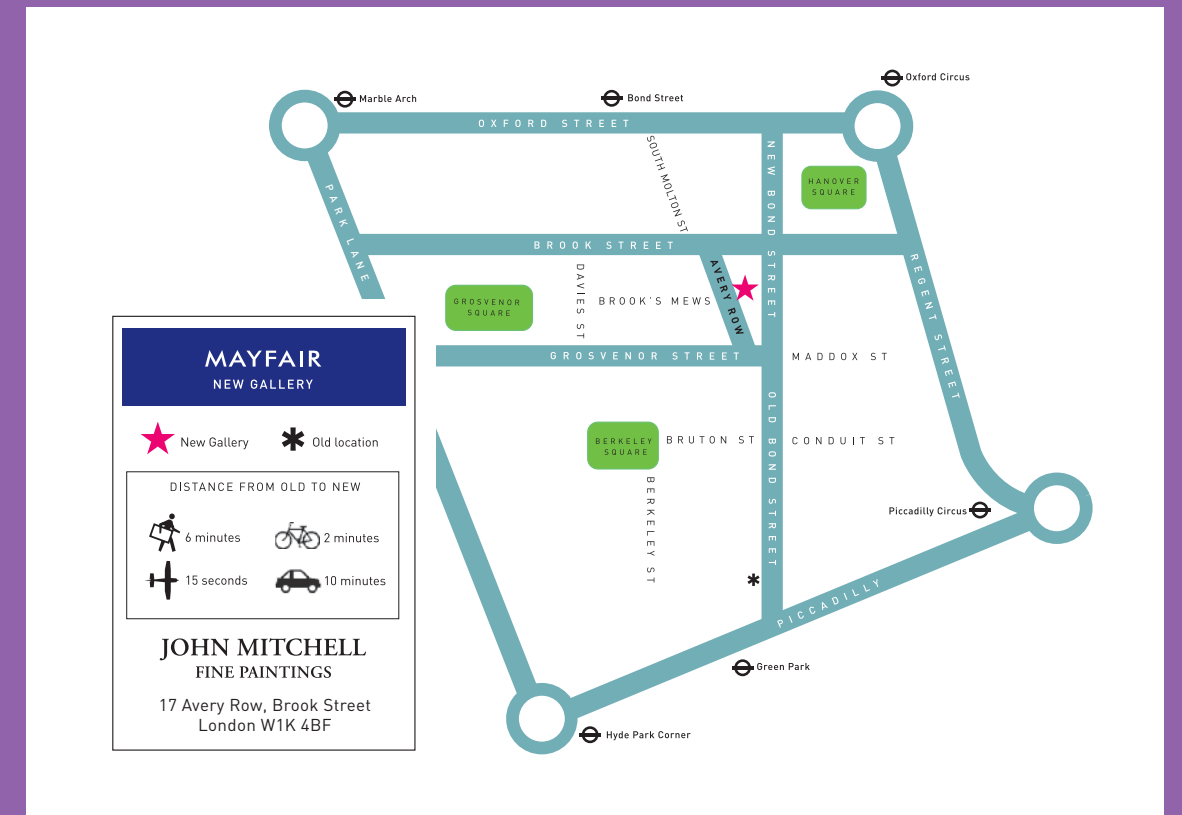 Oxford Circus
Marble Arch
Bond Street
OXFORD STREET
SOUTH MOLTON ST
NEW BOND STREET
HANOVER
SQUARE
PARK LANE
BROOK STREET
REGENT STREET
DAVIES ST
AVERY ROW
GROSVENOR
SQUARE
BROOK'S MEWS
GROSVENOR STREET
MADDOX ST
OLD BOND STREET
BERKELEY
SQUARE
BRUTON ST
CONDUIT ST
BERKELEY ST
Piccadilly Circus
PICCADILLY
Green Park
Hyde Park Corner
MAYFAIR
NEW GALLERY
New Gallery
Old location
DISTANCE FROM OLD TO NEW
6 minutes
2 minutes
15 seconds
10 minutes
JOHN MITCHELL
FINE PAINTINGS
17 Avery Row, Brook Street
London W1K 4BF